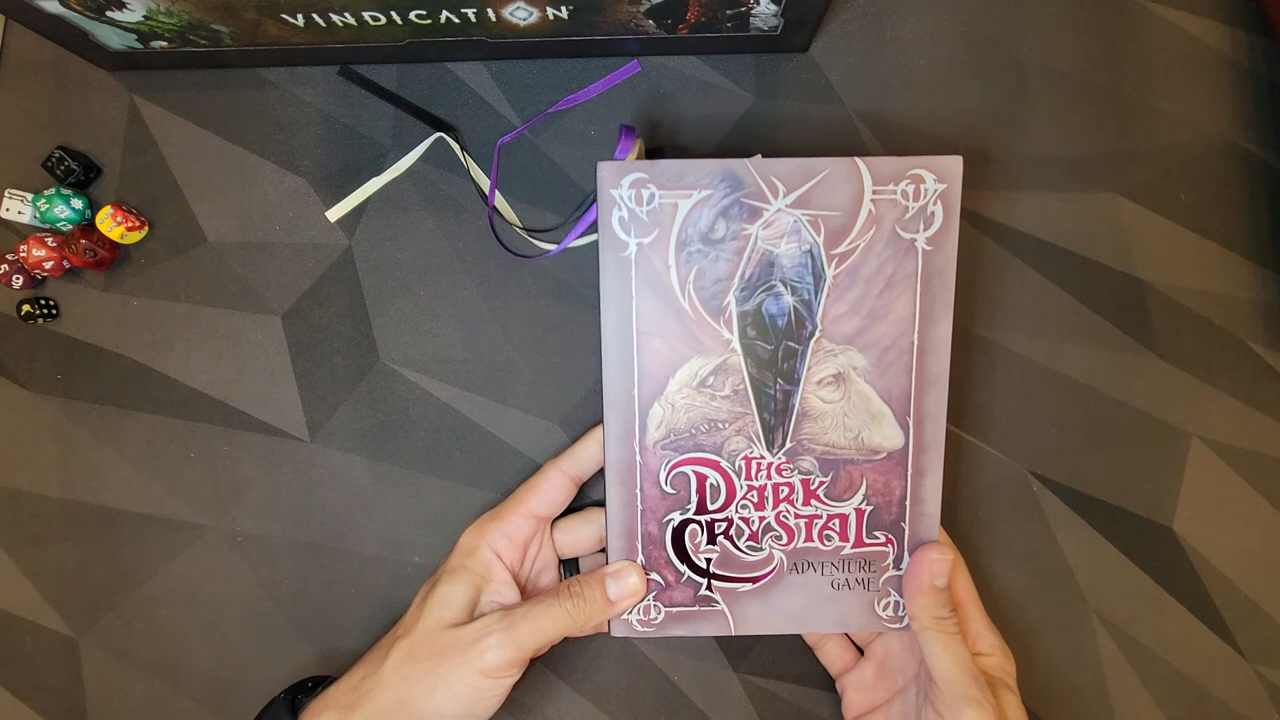 VINDICATION
THE
DARK
CRYSTAL
ADVENTURE
GAME